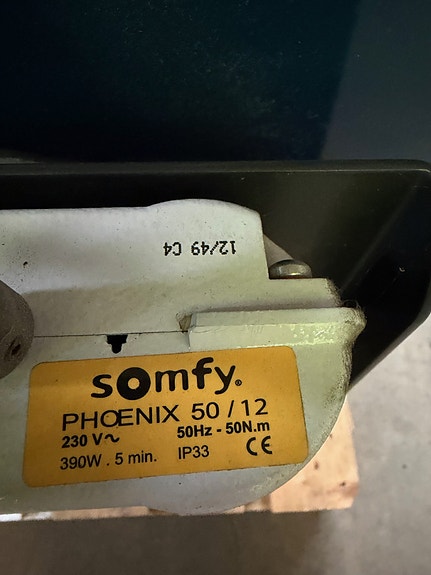 12/49 C4
somfy.
PHOENIX 50 / 12
230 V~ 50Hz - 50N.m
390W . 5 min. IP33 CE